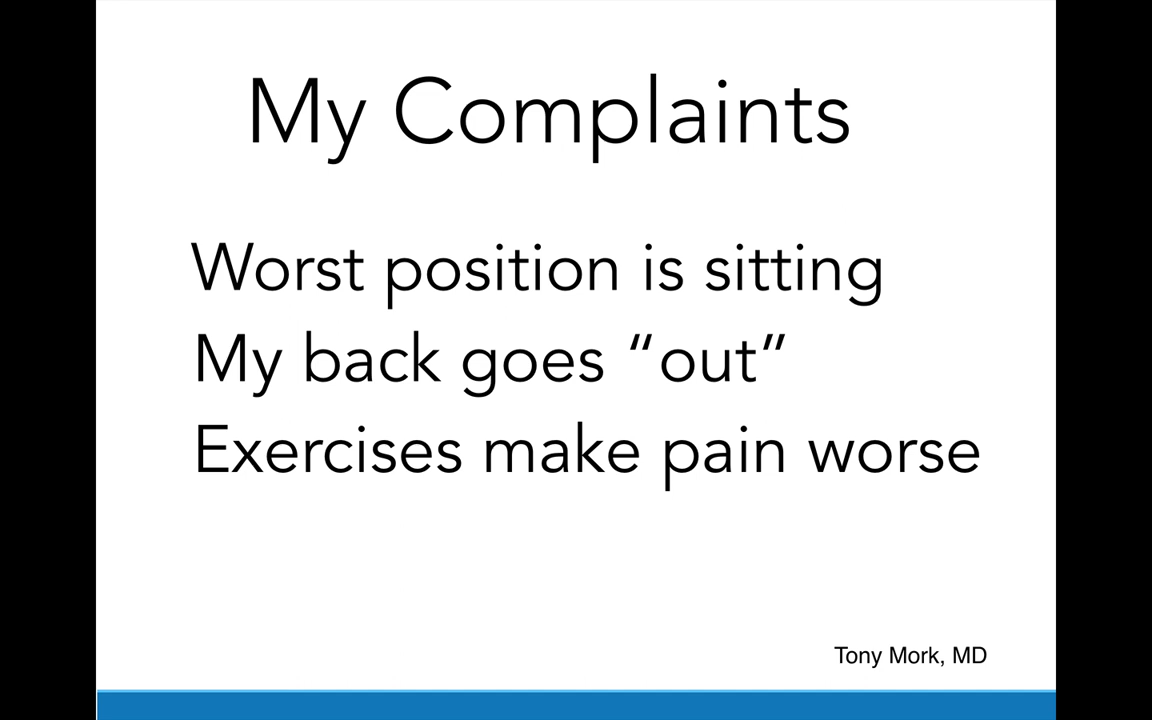 My Complaints
Worst position is sitting
My back goes “out”
Exercises make pain worse
Tony Mork, MD